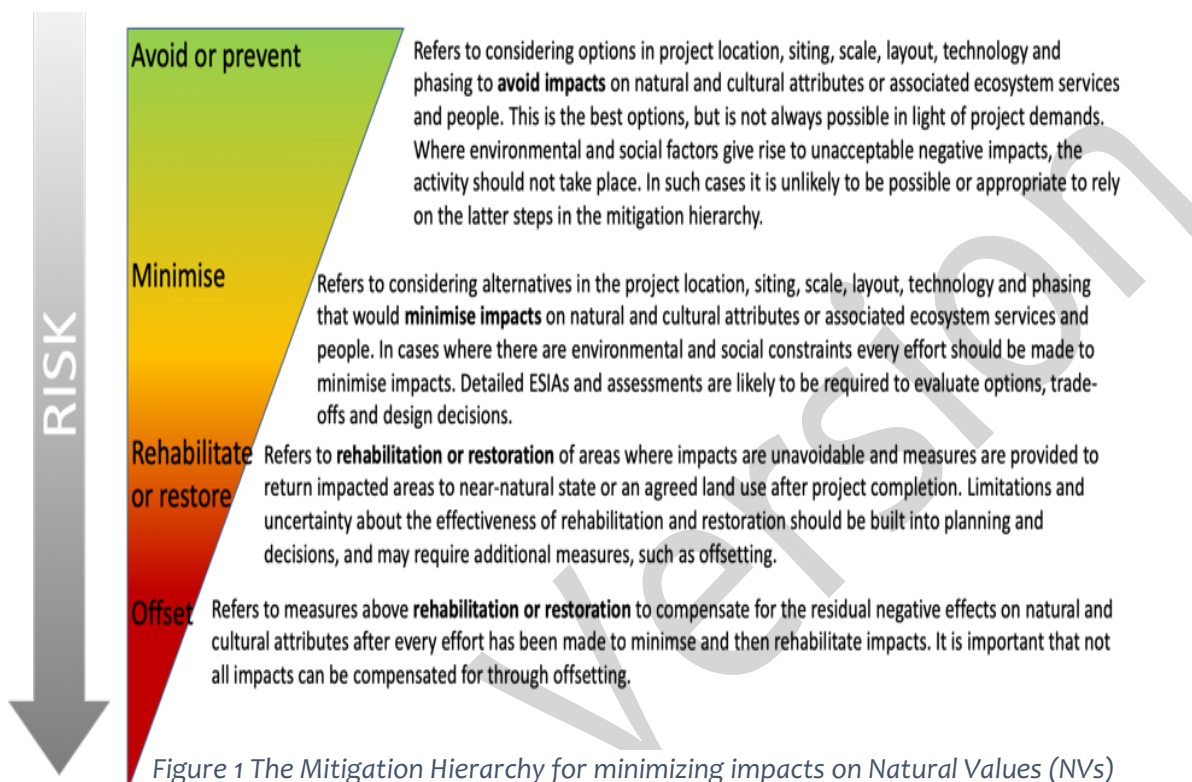 Avoid or prevent
Refers to considering options in project location, siting, scale, layout, technology and
phasing to avoid impacts on natural and cultural attributes or associated ecosystem services
and people. This is the best options, but is not always possible in light of project demands.
Where environmental and social factors give rise to unacceptable negative impacts, the
activity should not take place. In such cases it is unlikely to be possible or appropriate to rely
on the latter steps in the mitigation hierarchy.
Minimise
Refers to considering alternatives in the project location, siting, scale, layout, technology and phasing
that would minimise impacts on natural and cultural attributes or associated ecosystem services and
people. In cases where there are environmental and social constraints every effort should be made to
minimise impacts. Detailed ESIAs and assessments are likely to be required to evaluate options, trade-
offs and design decisions.
RISK
Rehabilitate
or restore
Refers to rehabilitation or restoration of areas where impacts are unavoidable and measures are provided to
return impacted areas to near-natural state or an agreed land use after project completion. Limitations and
uncertainty about the effectiveness of rehabilitation and restoration should be built into planning and
decisions, and may require additional measures, such as offsetting.
Offset
Refers to measures above rehabilitation or restoration to compensate for the residual negative effects on natural and
cultural attributes after every effort has been made to minimse and then rehabilitate impacts. It is important that not
all impacts can be compensated for through offsetting.
Version
Figure 1 The Mitigation Hierarchy for minimizing impacts on Natural Values (NVs)